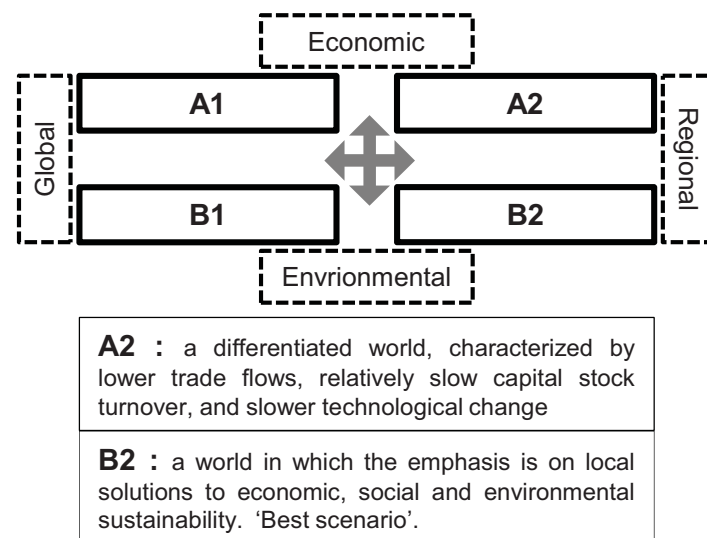 Economic
Global
A1
A2
Regional
B1
B2
Envrionmental
A2 : a differentiated world, characterized by
lower trade flows, relatively slow capital stock
turnover, and slower technological change
B2 : a world in which the emphasis is on local
solutions to economic, social and environmental
sustainability. ‘Best scenario’.